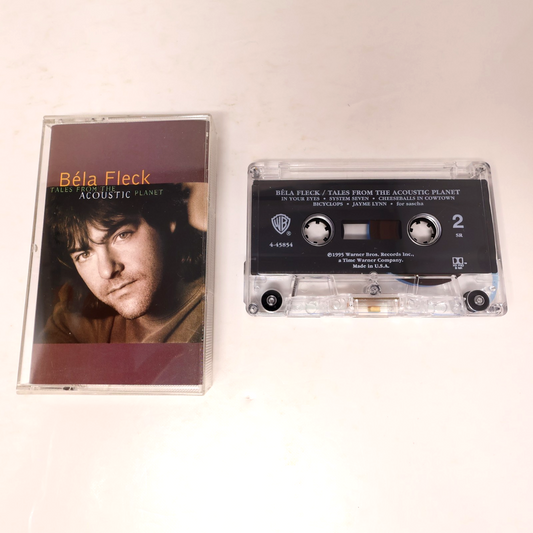 Béla Fleck
TALES FROM THE
ACOUSTIC PLANET
BÉLA FLECK / TALES FROM THE ACOUSTIC PLANET
IN YOUR EYES • SYSTEM SEVEN • CHEESEBALLS IN COWTOWN
BICYCLOPS • JAYME LYNN • for sascha
WB
2
SR
4-45854
©1995 Warner Bros. Records Inc.,
a Time Warner Company.
Made in U.S.A.